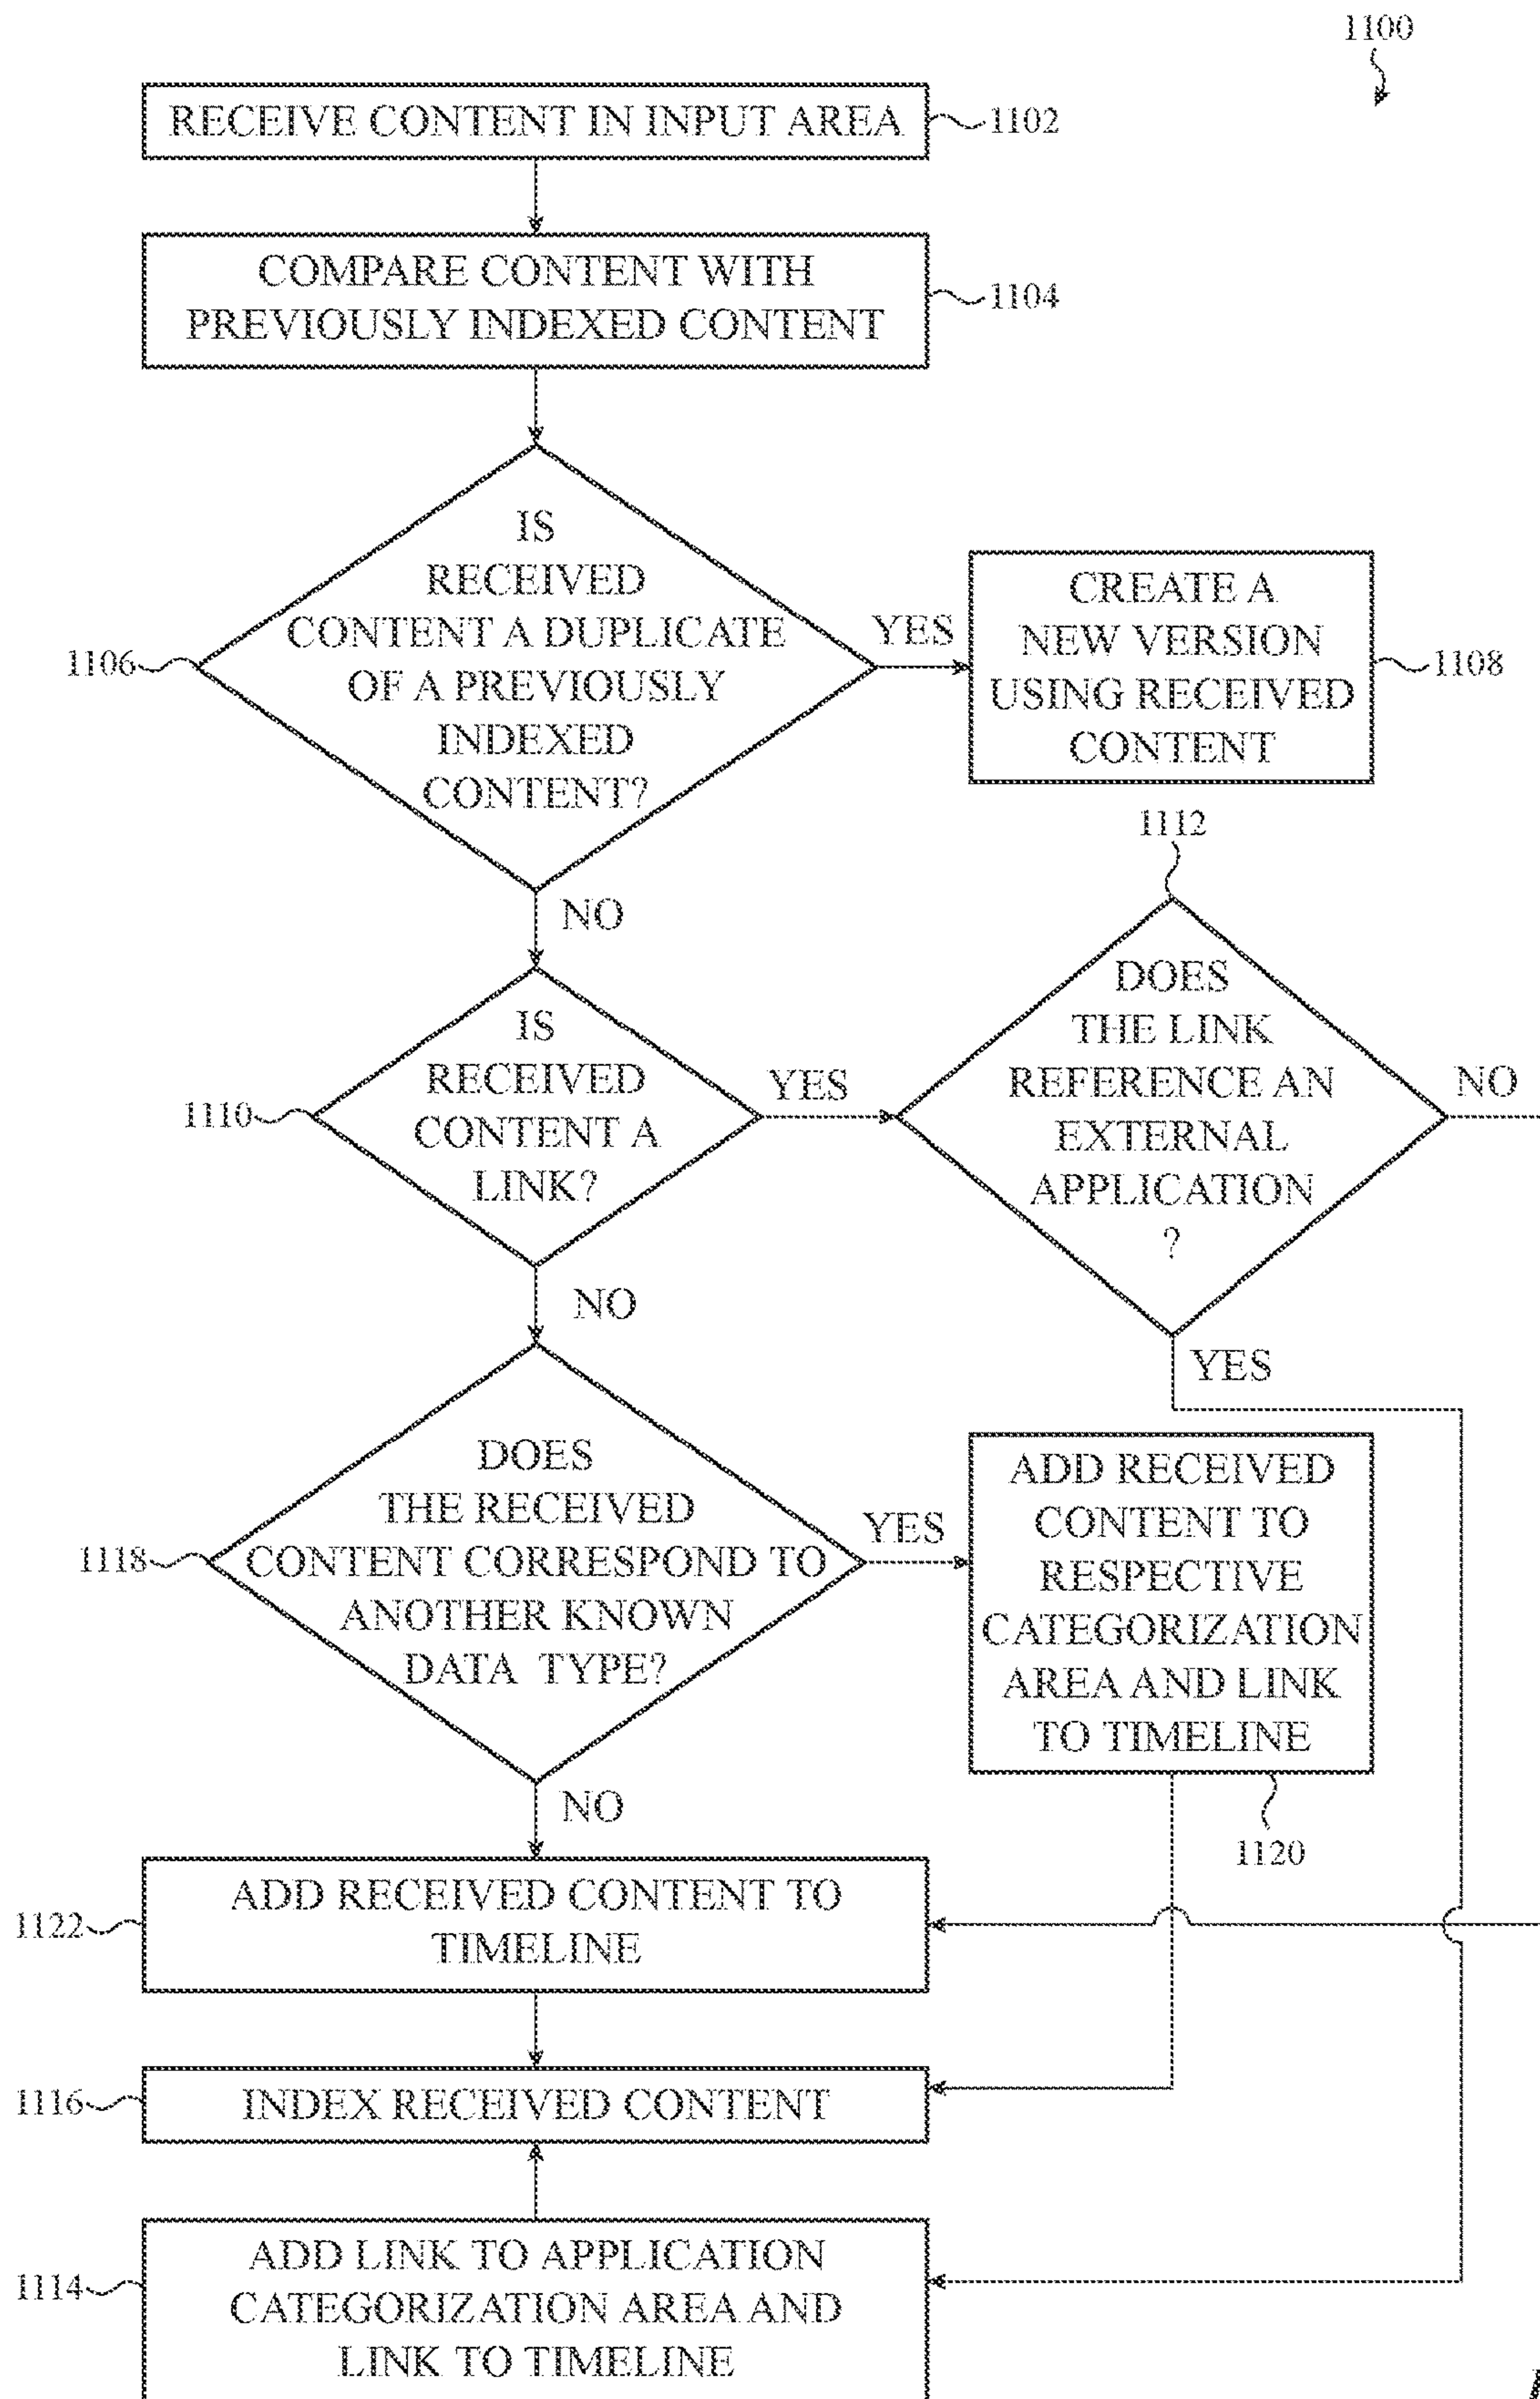 1100
RECEIVE CONTENT IN INPUT AREA
1102
COMPARE CONTENT WITH
PREVIOUSLY INDEXED CONTENT
1104
IS
RECEIVED
CONTENT A DUPLICATE
OF A PREVIOUSLY
INDEXED
CONTENT?
1106
YES
CREATE A
NEW VERSION
USING RECEIVED
CONTENT
1108
NO
1112
IS
RECEIVED
CONTENT A
LINK?
1110
YES
DOES
THE LINK
REFERENCE AN
EXTERNAL
APPLICATION
?
NO
NO
YES
DOES
THE RECEIVED
CONTENT CORRESPOND TO
ANOTHER KNOWN
DATA TYPE?
1118
YES
ADD RECEIVED
CONTENT TO
RESPECTIVE
CATEGORIZATION
AREA AND LINK
TO TIMELINE
1120
NO
ADD RECEIVED CONTENT TO
TIMELINE
1122
INDEX RECEIVED CONTENT
1116
ADD LINK TO APPLICATION
CATEGORIZATION AREA AND
LINK TO TIMELINE
1114